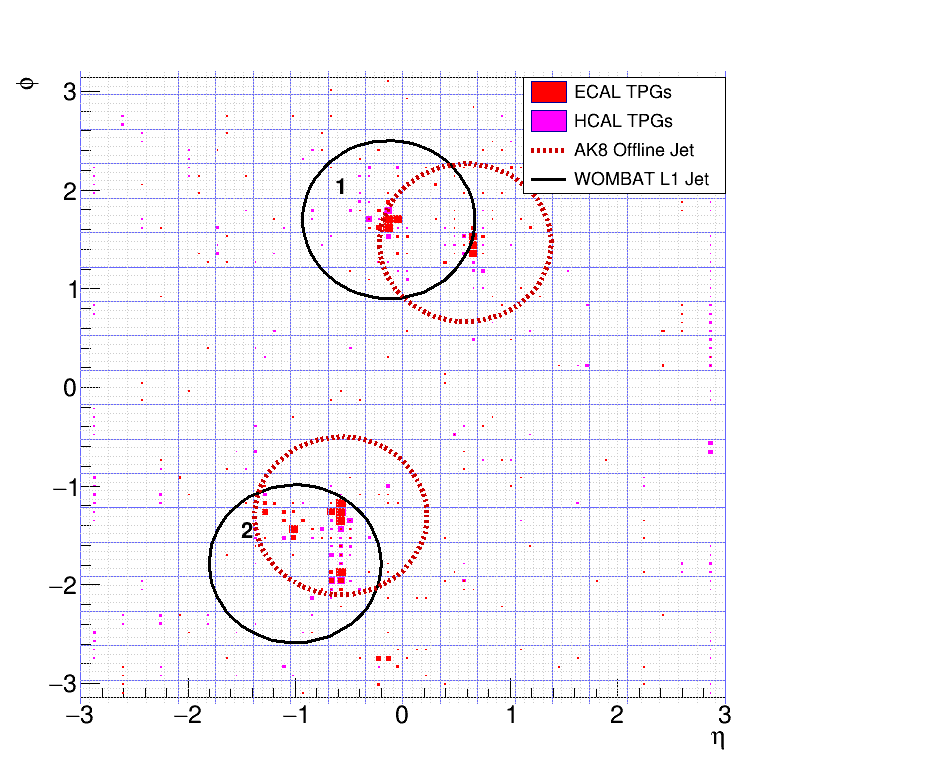 φ
3
2
1
0
−1
−2
−3
ECAL TPGs
HCAL TPGs
AK8 Offline Jet
WOMBAT L1 Jet
1
2
−3 −2 −1 0 1 2 3
η